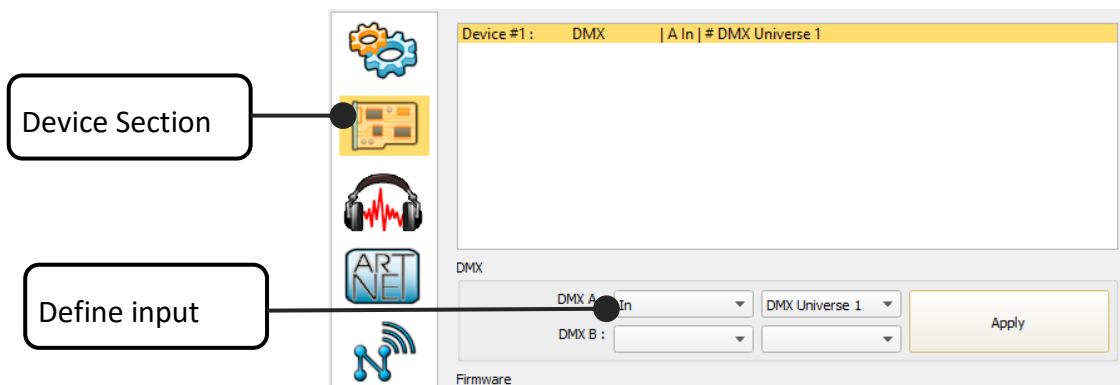 Device #1 : DMX | A In | # DMX Universe 1
Device Section
ART
NET
DMX
DMX A In DMX Universe 1
Define input
Apply
DMX B :
N
Firmware